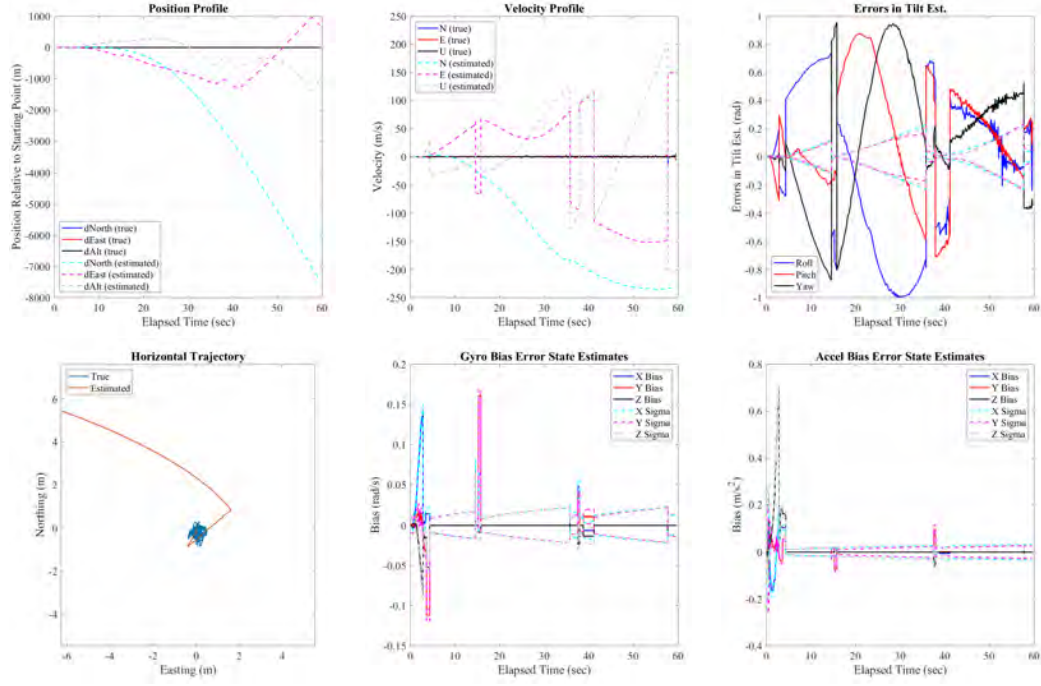 Position Profile
Position Relative to Starting Point (m)
1000
0
-1000
-2000
-3000
-4000
-5000
-6000
-7000
-8000
dNorth (true)
dEast (true)
dAlt (true)
dNorth (estimated)
dEast (estimated)
dAlt (estimated)
0 10 20 30 40 50 60
Elapsed Time (sec)
Velocity Profile
Velocity (m/s)
250
200
150
100
50
0
-50
-100
-150
-200
-250
N (true)
E (true)
U (true)
N (estimated)
E (estimated)
U (estimated)
0 10 20 30 40 50 60
Elapsed Time (sec)
Errors in Tilt Est.
Errors in Tilt Est. (rad)
1
0.8
0.6
0.4
0.2
0
-0.2
-0.4
-0.6
-0.8
-1
Roll
Pitch
Yaw
0 10 20 30 40 50 60
Elapsed Time (sec)
Horizontal Trajectory
Northing (m)
6
4
2
0
-2
-4
True
Estimated
-6 -4 -2 0 2 4
Easting (m)
Gyro Bias Error State Estimates
Bias (rad/s)
0.2
0.15
0.1
0.05
0
-0.05
-0.1
-0.15
X Bias
Y Bias
Z Bias
X Sigma
Y Sigma
Z Sigma
0 10 20 30 40 50 60
Elapsed Time (sec)
Accel Bias Error State Estimates
Bias (m/s²)
0.8
0.6
0.4
0.2
0
-0.2
-0.4
X Bias
Y Bias
Z Bias
X Sigma
Y Sigma
Z Sigma
0 10 20 30 40 50 60
Elapsed Time (sec)